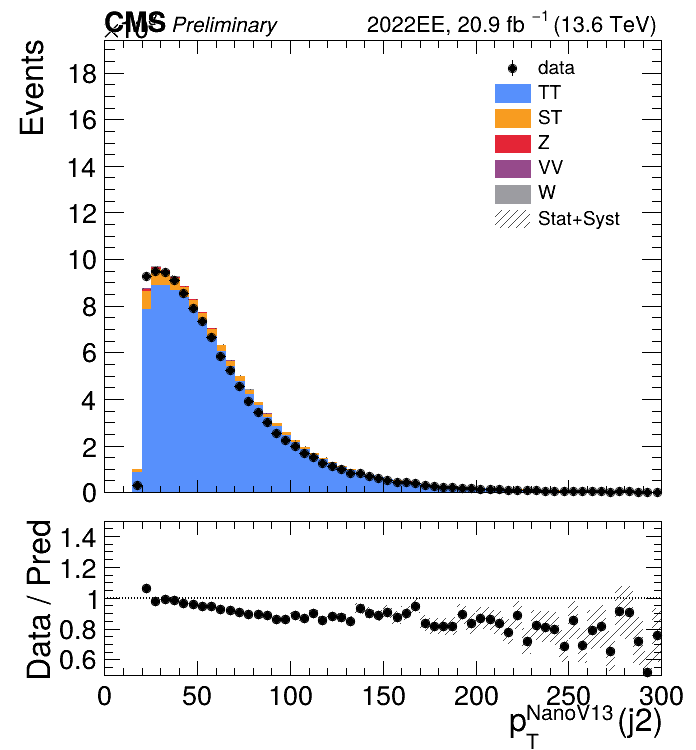 CMS Preliminary 2022EE, 20.9 fb⁻¹ (13.6 TeV)
Events
18
16
14
12
10
8
6
4
2
0
data
TT
ST
Z
VV
W
Stat+Syst
Data / Pred
1.4
1.2
1
0.8
0.6
0 50 100 150 200 250 300
p_T^NanoV13 (j2)